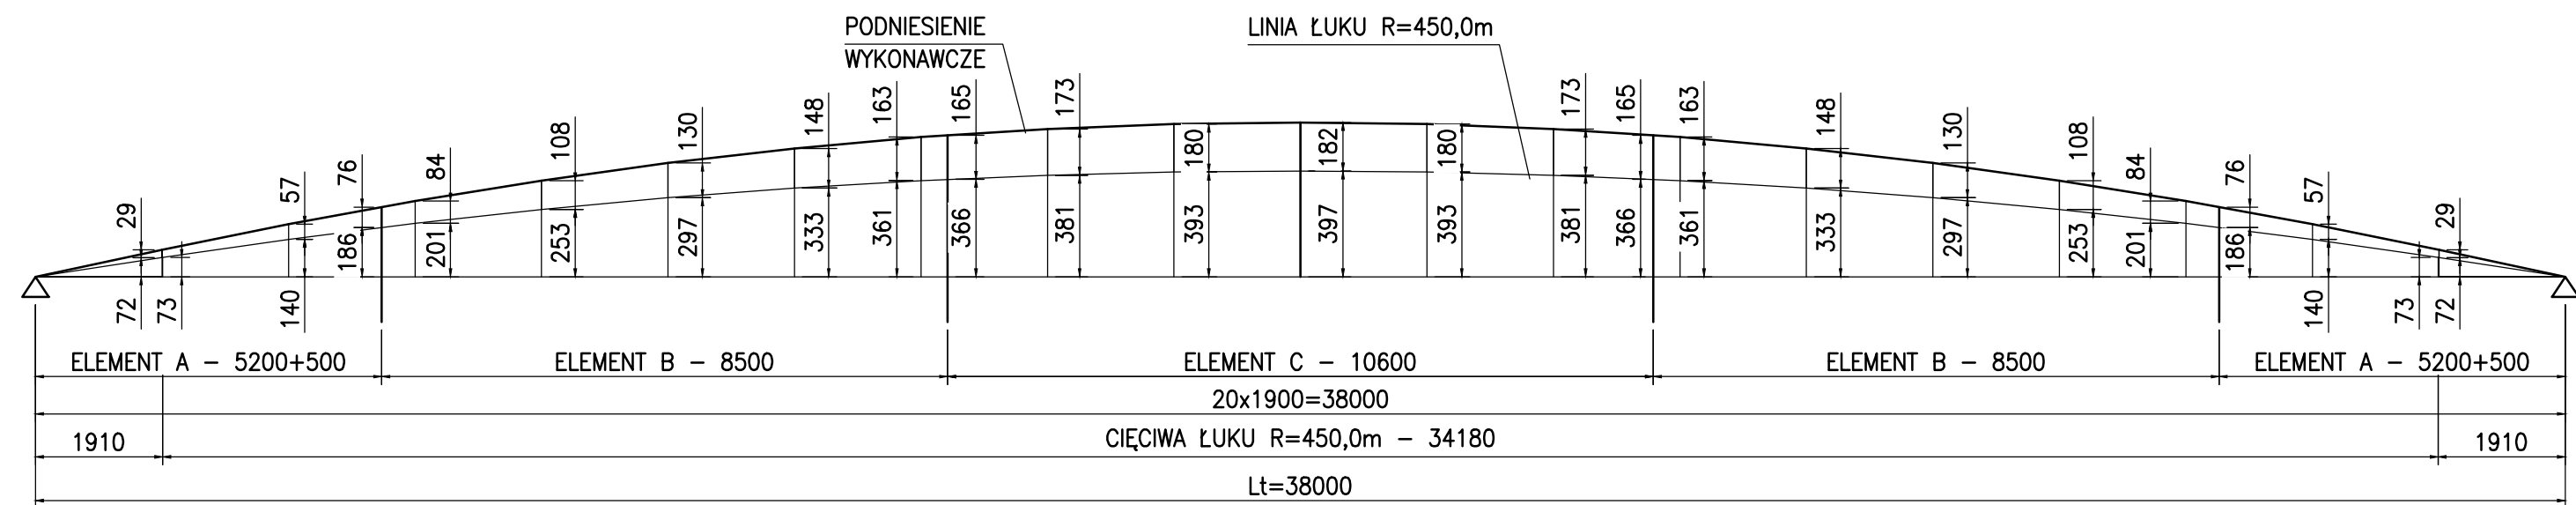 PODNIESIENIE
WYKONAWCZE
LINIA ŁUKU R=450,0m
29 57 76 84 108 130 148 163 165 173 180 182 180 173 165 163 148 130 108 84 76 57 29
72 73 140 186 201 253 297 333 361 366 381 393 397 393 381 366 361 333 297 253 201 186 140 73 72
ELEMENT A - 5200+500 ELEMENT B - 8500 ELEMENT C - 10600 ELEMENT B - 8500 ELEMENT A - 5200+500
20x1900=38000
1910 CIĘCIWA ŁUKU R=450,0m - 34180 1910
Lt=38000